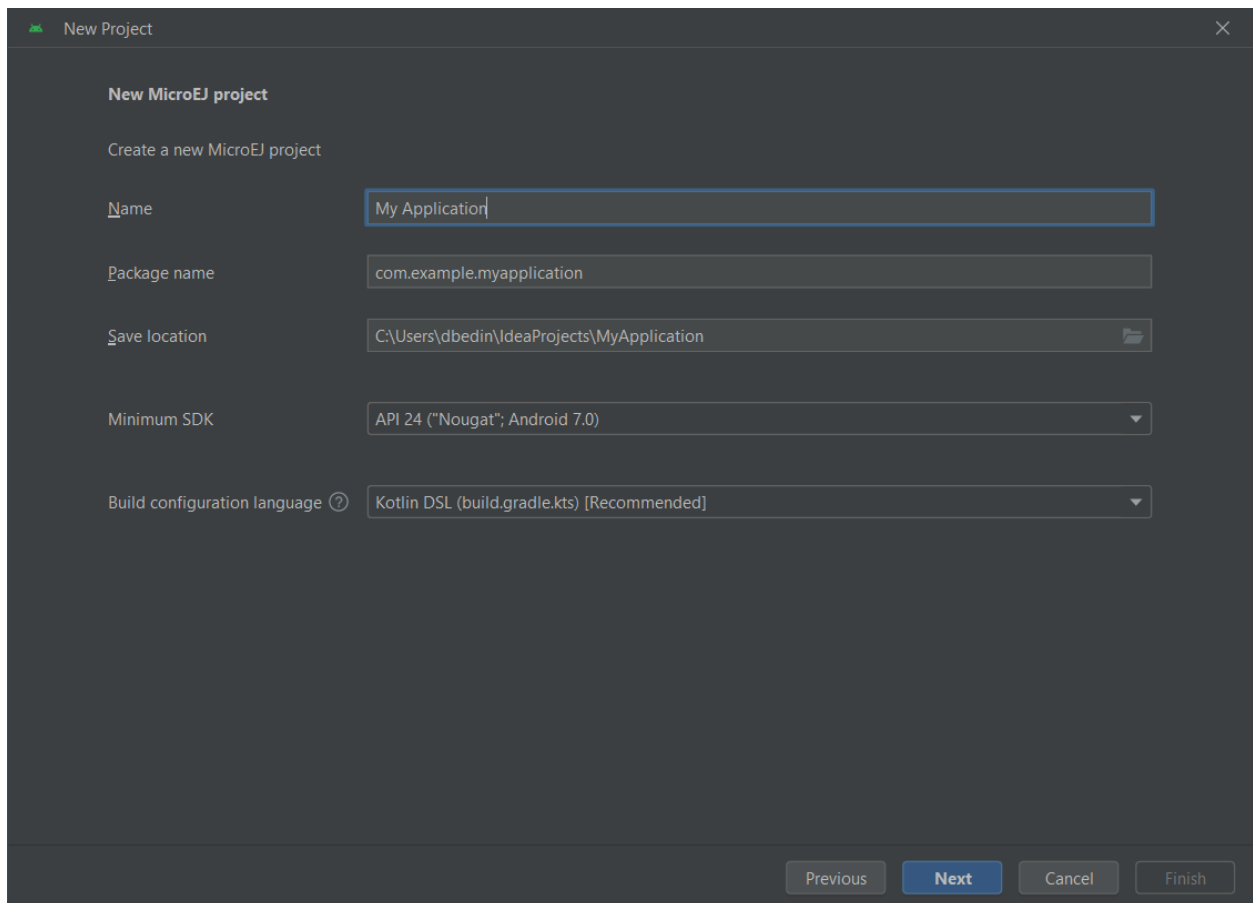 New Project
New MicroEJ project
Create a new MicroEJ project
Name
My Application
Package name
com.example.myapplication
Save location
C:\Users\dbedin\IdeaProjects\MyApplication
Minimum SDK
API 24 ("Nougat"; Android 7.0)
Build configuration language ?
Kotlin DSL (build.gradle.kts) [Recommended]
Previous
Next
Cancel
Finish